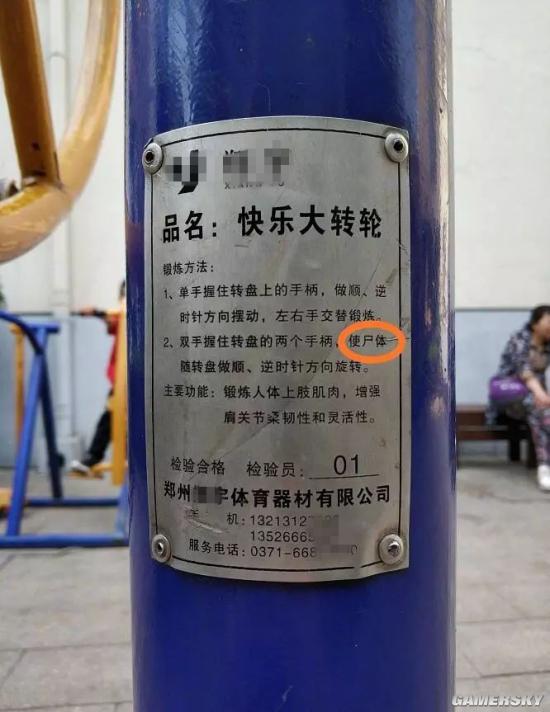 品名：快乐大转轮
锻炼方法：
1、单手握住转盘上的手柄，做顺、逆
时针方向摆动，左右手交替锻炼。
2、双手握住转盘的两个手柄，使尸体
随转盘做顺、逆时针方向旋转。
主要功能：锻炼人体上肢肌肉，增强
肩关节柔韧性和灵活性。
检验合格 检验员：01
郑州 宇体育器材有限公司
机：13213127
13526665
服务电话：0371-668
GAMERSKY